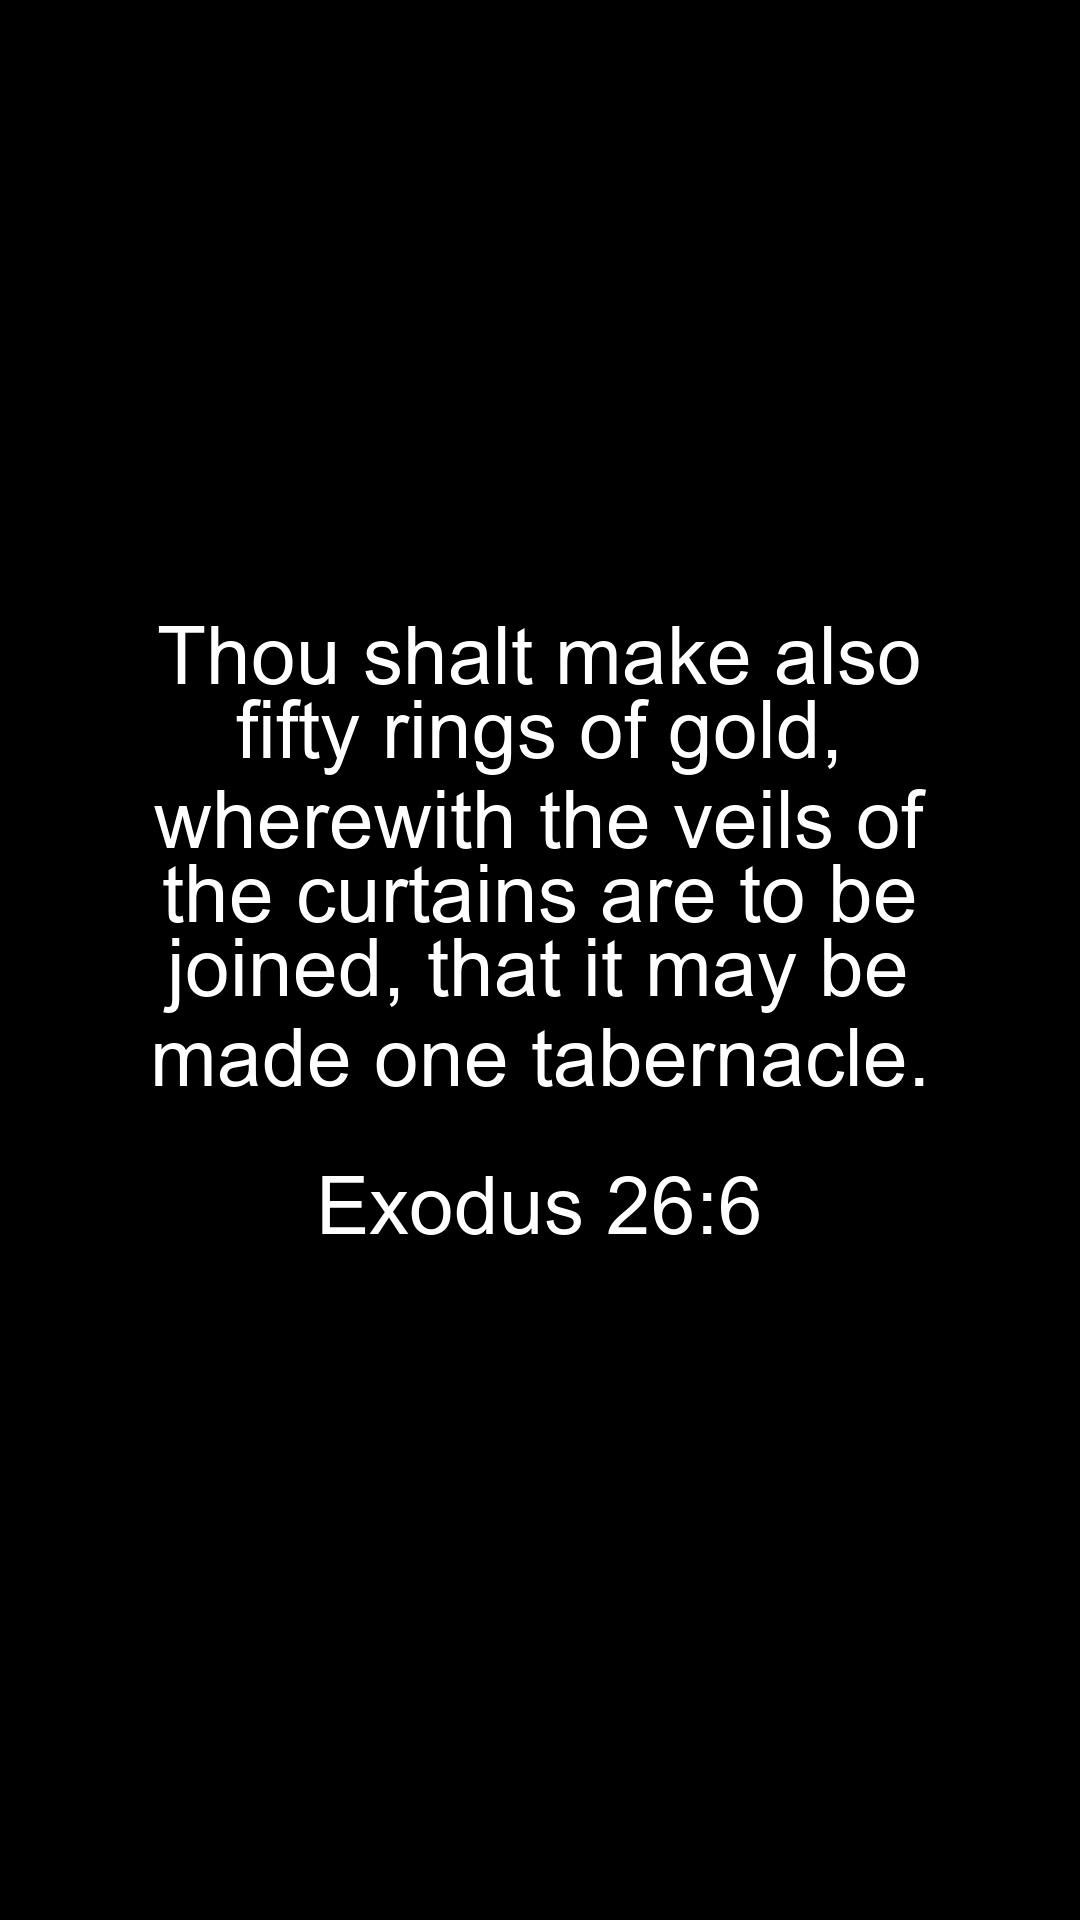 Thou shalt make also
fifty rings of gold,
wherewith the veils of
the curtains are to be
joined, that it may be
made one tabernacle.
Exodus 26:6